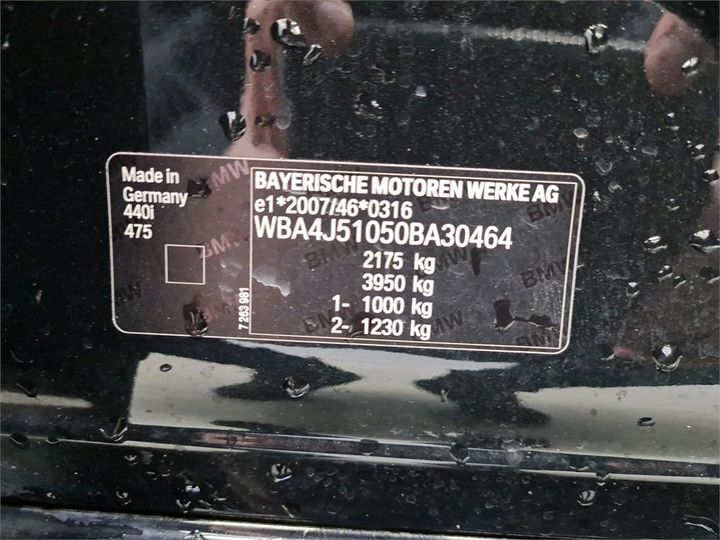 Made in
Germany
440i
475
7 263 981
BAYERISCHE MOTOREN WERKE AG
e1*2007/46*0316
WBA4J51050BA30464
2175 kg
3950 kg
1- 1000 kg
2- 1230 kg